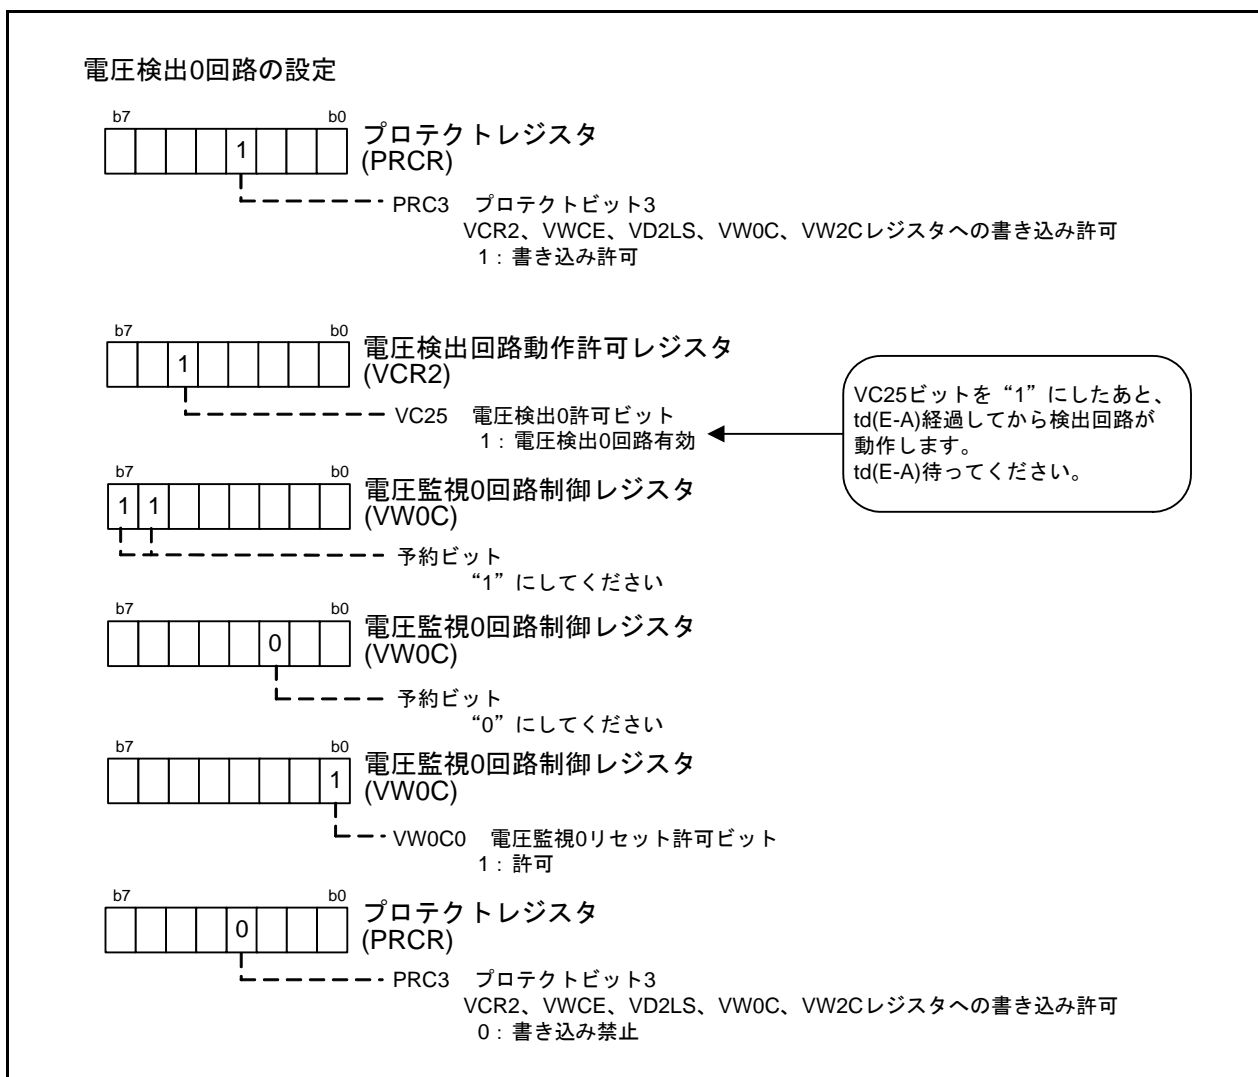 電圧検出0回路の設定
b7 b0
1
プロテクトレジスタ
(PRCR)
PRC3 プロテクトビット3
VCR2、VWCE、VD2LS、VW0C、VW2Cレジスタへの書き込み許可
1：書き込み許可
b7 b0
1
電圧検出回路動作許可レジスタ
(VCR2)
VC25 電圧検出0許可ビット
1：電圧検出0回路有効
VC25ビットを“1”にしたあと、
td(E-A)経過してから検出回路が
動作します。
td(E-A)待ってください。
b7 b0
1 1
電圧監視0回路制御レジスタ
(VW0C)
予約ビット
“1”にしてください
b7 b0
0
電圧監視0回路制御レジスタ
(VW0C)
予約ビット
“0”にしてください
b7 b0
1
電圧監視0回路制御レジスタ
(VW0C)
VW0C0 電圧監視0リセット許可ビット
1：許可
b7 b0
0
プロテクトレジスタ
(PRCR)
PRC3 プロテクトビット3
VCR2、VWCE、VD2LS、VW0C、VW2Cレジスタへの書き込み許可
0：書き込み禁止